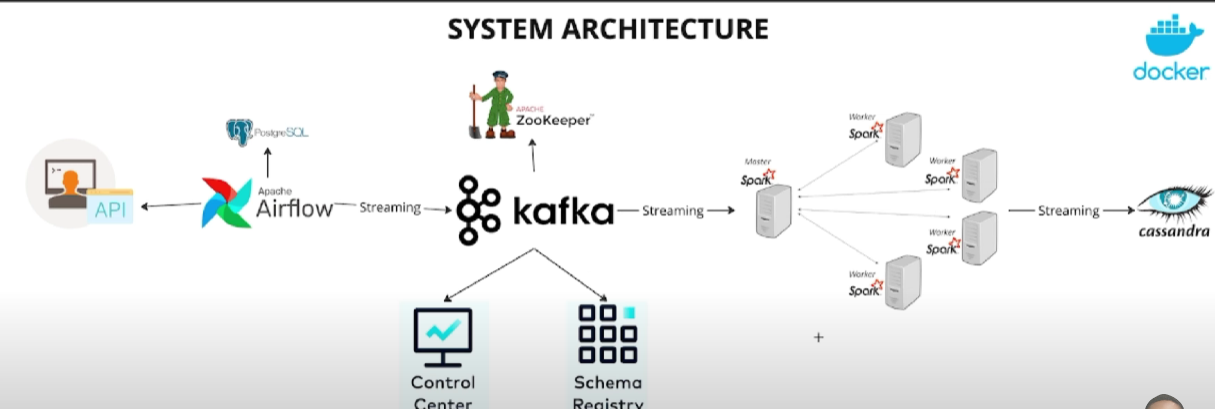 SYSTEM ARCHITECTURE
docker
APACHE
ZooKeeper™
PostgreSQL
API
Apache
Airflow
Streaming
kafka
Streaming
Master
Spark
Worker
Spark
Worker
Spark
Worker
Spark
Worker
Spark
Streaming
cassandra
Control
Center
Schema
Registry